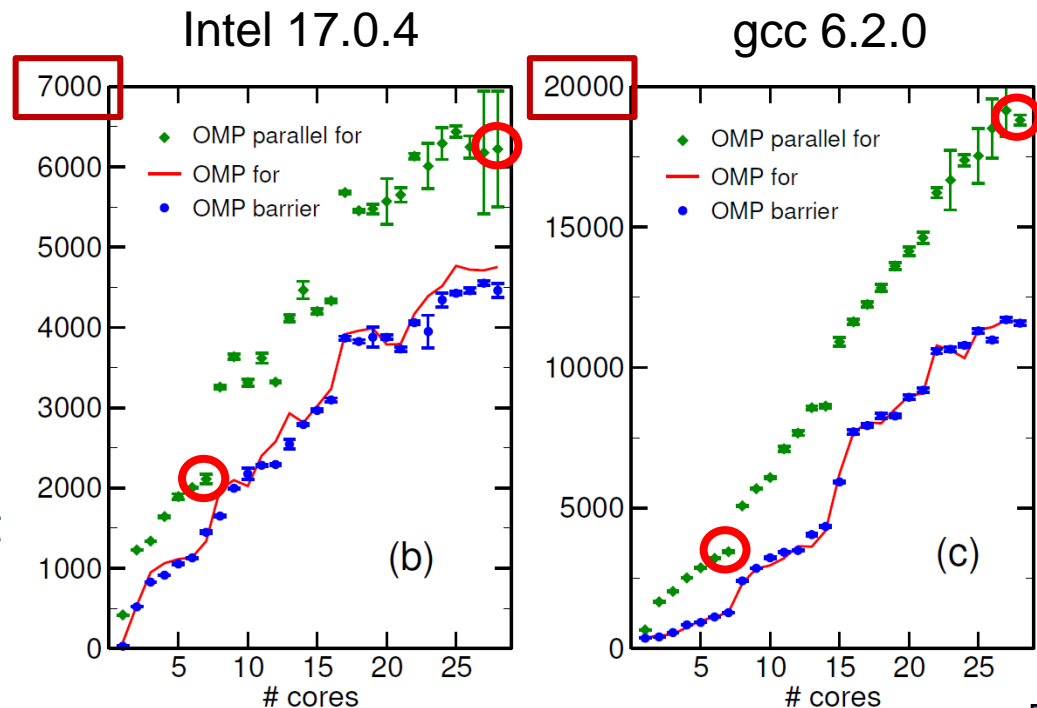 Intel 17.0.4
7000
6000
5000
4000
3000
2000
1000
0
OMP parallel for
OMP for
OMP barrier
(b)
5 10 15 20 25
# cores
gcc 6.2.0
20000
15000
10000
5000
0
OMP parallel for
OMP for
OMP barrier
(c)
5 10 15 20 25
# cores